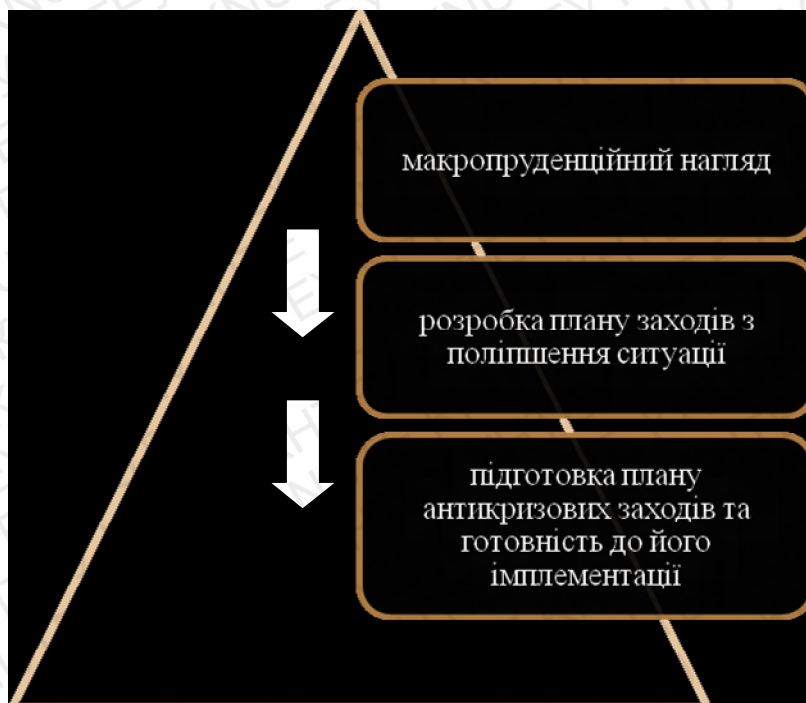 макропруденційний нагляд
розробка плану заходів з
поліпшення ситуації
підготовка плану
антикризових заходів та
готовність до його
імплементації